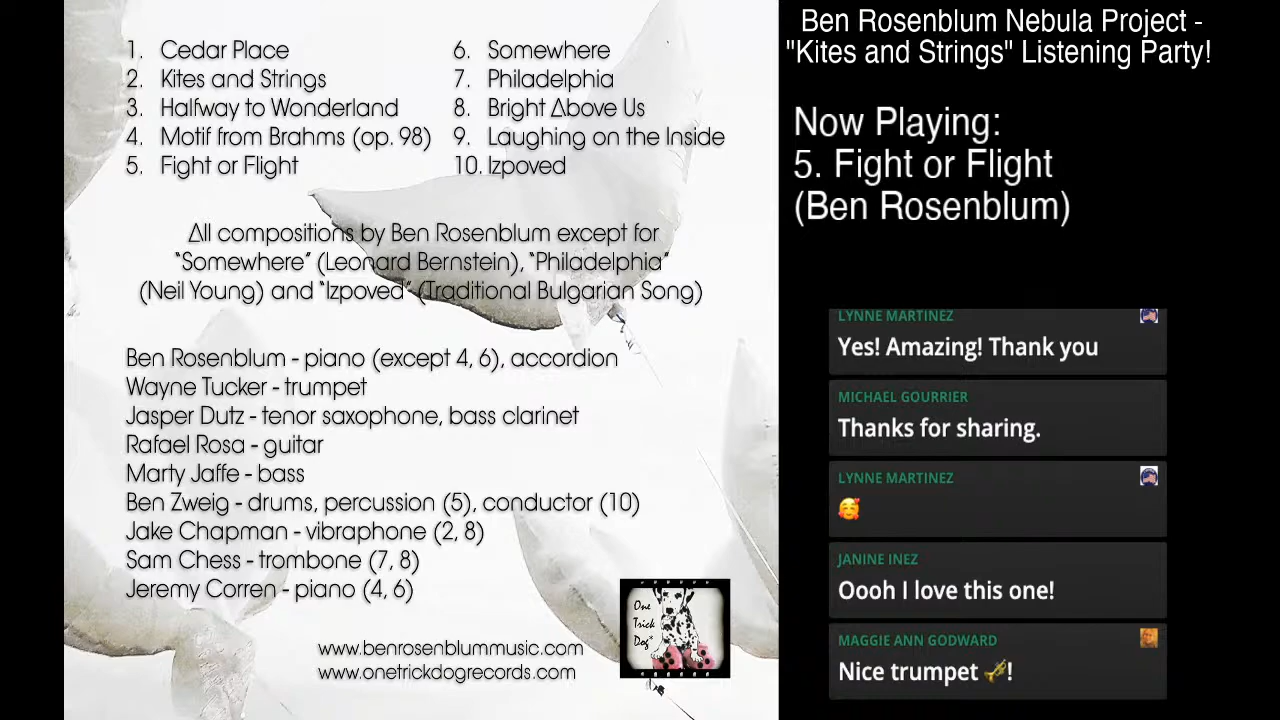 1. Cedar Place
2. Kites and Strings
3. Halfway to Wonderland
4. Motif from Brahms (op. 98)
5. Fight or Flight
6. Somewhere
7. Philadelphia
8. Bright Δbove Us
9. Laughing on the Inside
10. Izpoved
Δll compositions by Ben Rosenblum except for
"Somewhere" (Leonard Bernstein), "Philadelphia"
(Neil Young) and "Izpoved" (Traditional Bulgarian Song)
Ben Rosenblum - piano (except 4, 6), accordion
Wayne Tucker - trumpet
Jasper Dutz - tenor saxophone, bass clarinet
Rafael Rosa - guitar
Marty Jaffe - bass
Ben Zweig - drums, percussion (5), conductor (10)
Jake Chapman - vibraphone (2, 8)
Sam Chess - trombone (7, 8)
Jeremy Corren - piano (4, 6)
www.benrosenblummusic.com
www.onetrickdogrecords.com
One
Trick
Dog
Ben Rosenblum Nebula Project -
"Kites and Strings" Listening Party!
Now Playing:
5. Fight or Flight
(Ben Rosenblum)
LYNNE MARTINEZ
Yes! Amazing! Thank you
MICHAEL GOURRIER
Thanks for sharing.
LYNNE MARTINEZ
🥰
JANINE INEZ
Oooh I love this one!
MAGGIE ANN GODWARD
Nice trumpet 🎺!